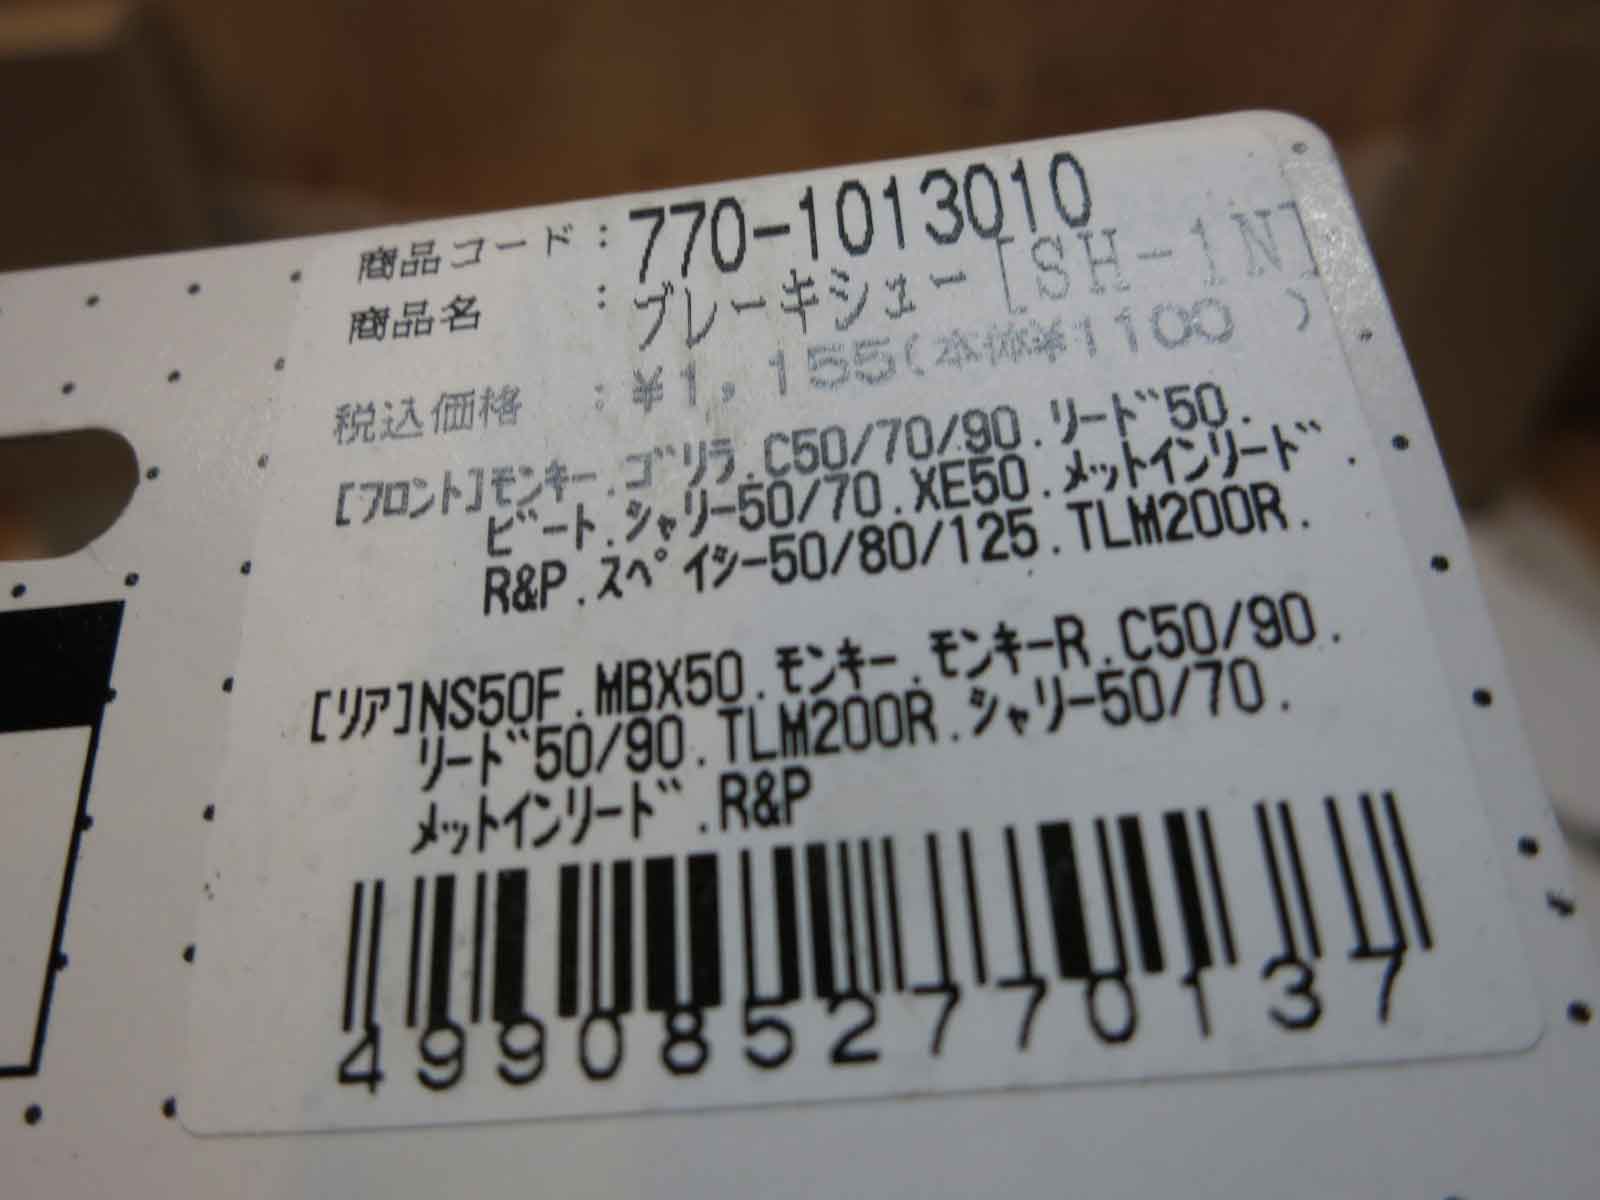 商品コード : 770-1013010
商品名 : ブレーキシュー[SH-1N]
税込価格 : ¥1,155(本体¥1100 )
[フロント]モンキー.ゴリラ.C50/70/90.リード50.
ビート.シャリー50/70.XE50.メットインリード.
R&P.スペイシー50/80/125.TLM200R.
[リア]NS50F.MBX50.モンキー.モンキーR.C50/90.
リード50/90.TLM200R.シャリー50/70.
メットインリード.R&P
4990852770137